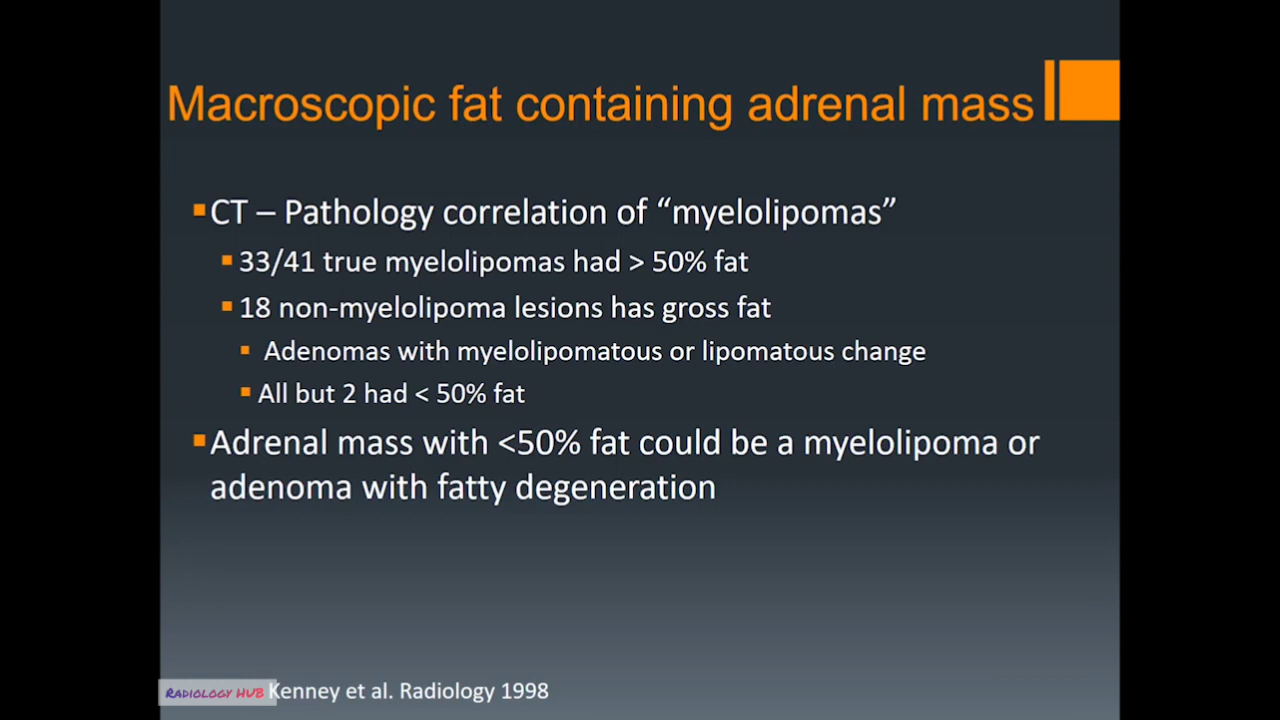 Macroscopic fat containing adrenal mass
CT – Pathology correlation of “myelolipomas”
33/41 true myelolipomas had > 50% fat
18 non-myelolipoma lesions has gross fat
Adenomas with myelolipomatous or lipomatous change
All but 2 had < 50% fat
Adrenal mass with <50% fat could be a myelolipoma or
adenoma with fatty degeneration
RADIOLOGY HUB Kenney et al. Radiology 1998